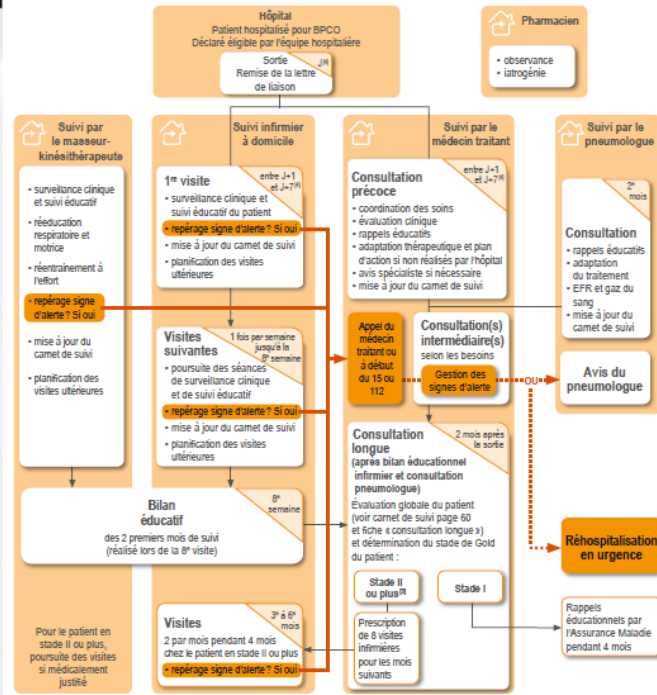 Hôpital
Patient hospitalisé pour BPCO
Déclaré éligible par l'équipe hospitalière
Sortie
Remise de la lettre
de liaison
Pharmacien
• observance
• iatrogénie
Suivi par
le masseur-
kinésithérapeute
• surveillance clinique
et suivi éducatif
• rééducation
respiratoire et
motrice
• réentrainement à
l'effort
• repérage signe
d'alerte? Si oui
• mise à jour du
carnet de suivi
• planification des
visites ultérieures
Suivi infirmier
à domicile
1re visite
entre J+1
et J+7[4]
• surveillance clinique et
suivi éducatif du patient
• repérage signe d'alerte? Si oui
• mise à jour du carnet de suivi
• planification des visites
ultérieures
Visites
suivantes
1 fois par semaine
jusqu'à la
8e semaine
• poursuite des séances
de surveillance clinique
et de suivi éducatif
• repérage signe d'alerte? Si oui
• mise à jour du carnet de suivi
• planification des visites
ultérieures
Bilan
éducatif
8e
semaine
des 2 premiers mois de suivi
(réalisé lors de la 8e visite)
Visites
3e à 6e
mois
2 par mois pendant 4 mois
chez le patient en stade II ou plus
• repérage signe d'alerte? Si oui
Pour le patient en
stade II ou plus,
poursuite des visites
si médicalement
justifié
Suivi par le
médecin traitant
Consultation
précoce
entre J+1
et J+7[4]
• coordination des soins
• évaluation clinique
• rappels éducatifs
• adaptation thérapeutique et plan
d'action si non réalisés par l'hôpital
• avis spécialiste si nécessaire
• mise à jour du carnet de suivi
Appel du
médecin
traitant ou
à défaut
du 15 ou
112
Consultation(s)
intermédiaire(s)
selon les besoins
Gestion des
signes d'alerte
OU
Consultation
longue
2 mois après
la sortie
(après bilan éducationnel
infirmier et consultation
pneumologue)
Évaluation globale du patient
(voir carnet de suivi page 60
et fiche « consultation longue »)
et détermination du stade de Gold
du patient :
Stade II
ou plus
Stade I
Prescription
de 8 visites
infirmières
pour les mois
suivants
Suivi par le
pneumologue
2e
mois
Consultation
• rappels éducatifs
• adaptation
du traitement
• EFR et gaz du
sang
• mise à jour du
carnet de suivi
Avis du
pneumologue
Réhospitalisation
en urgence
Rappels
éducationnels par
l'Assurance Maladie
pendant 4 mois